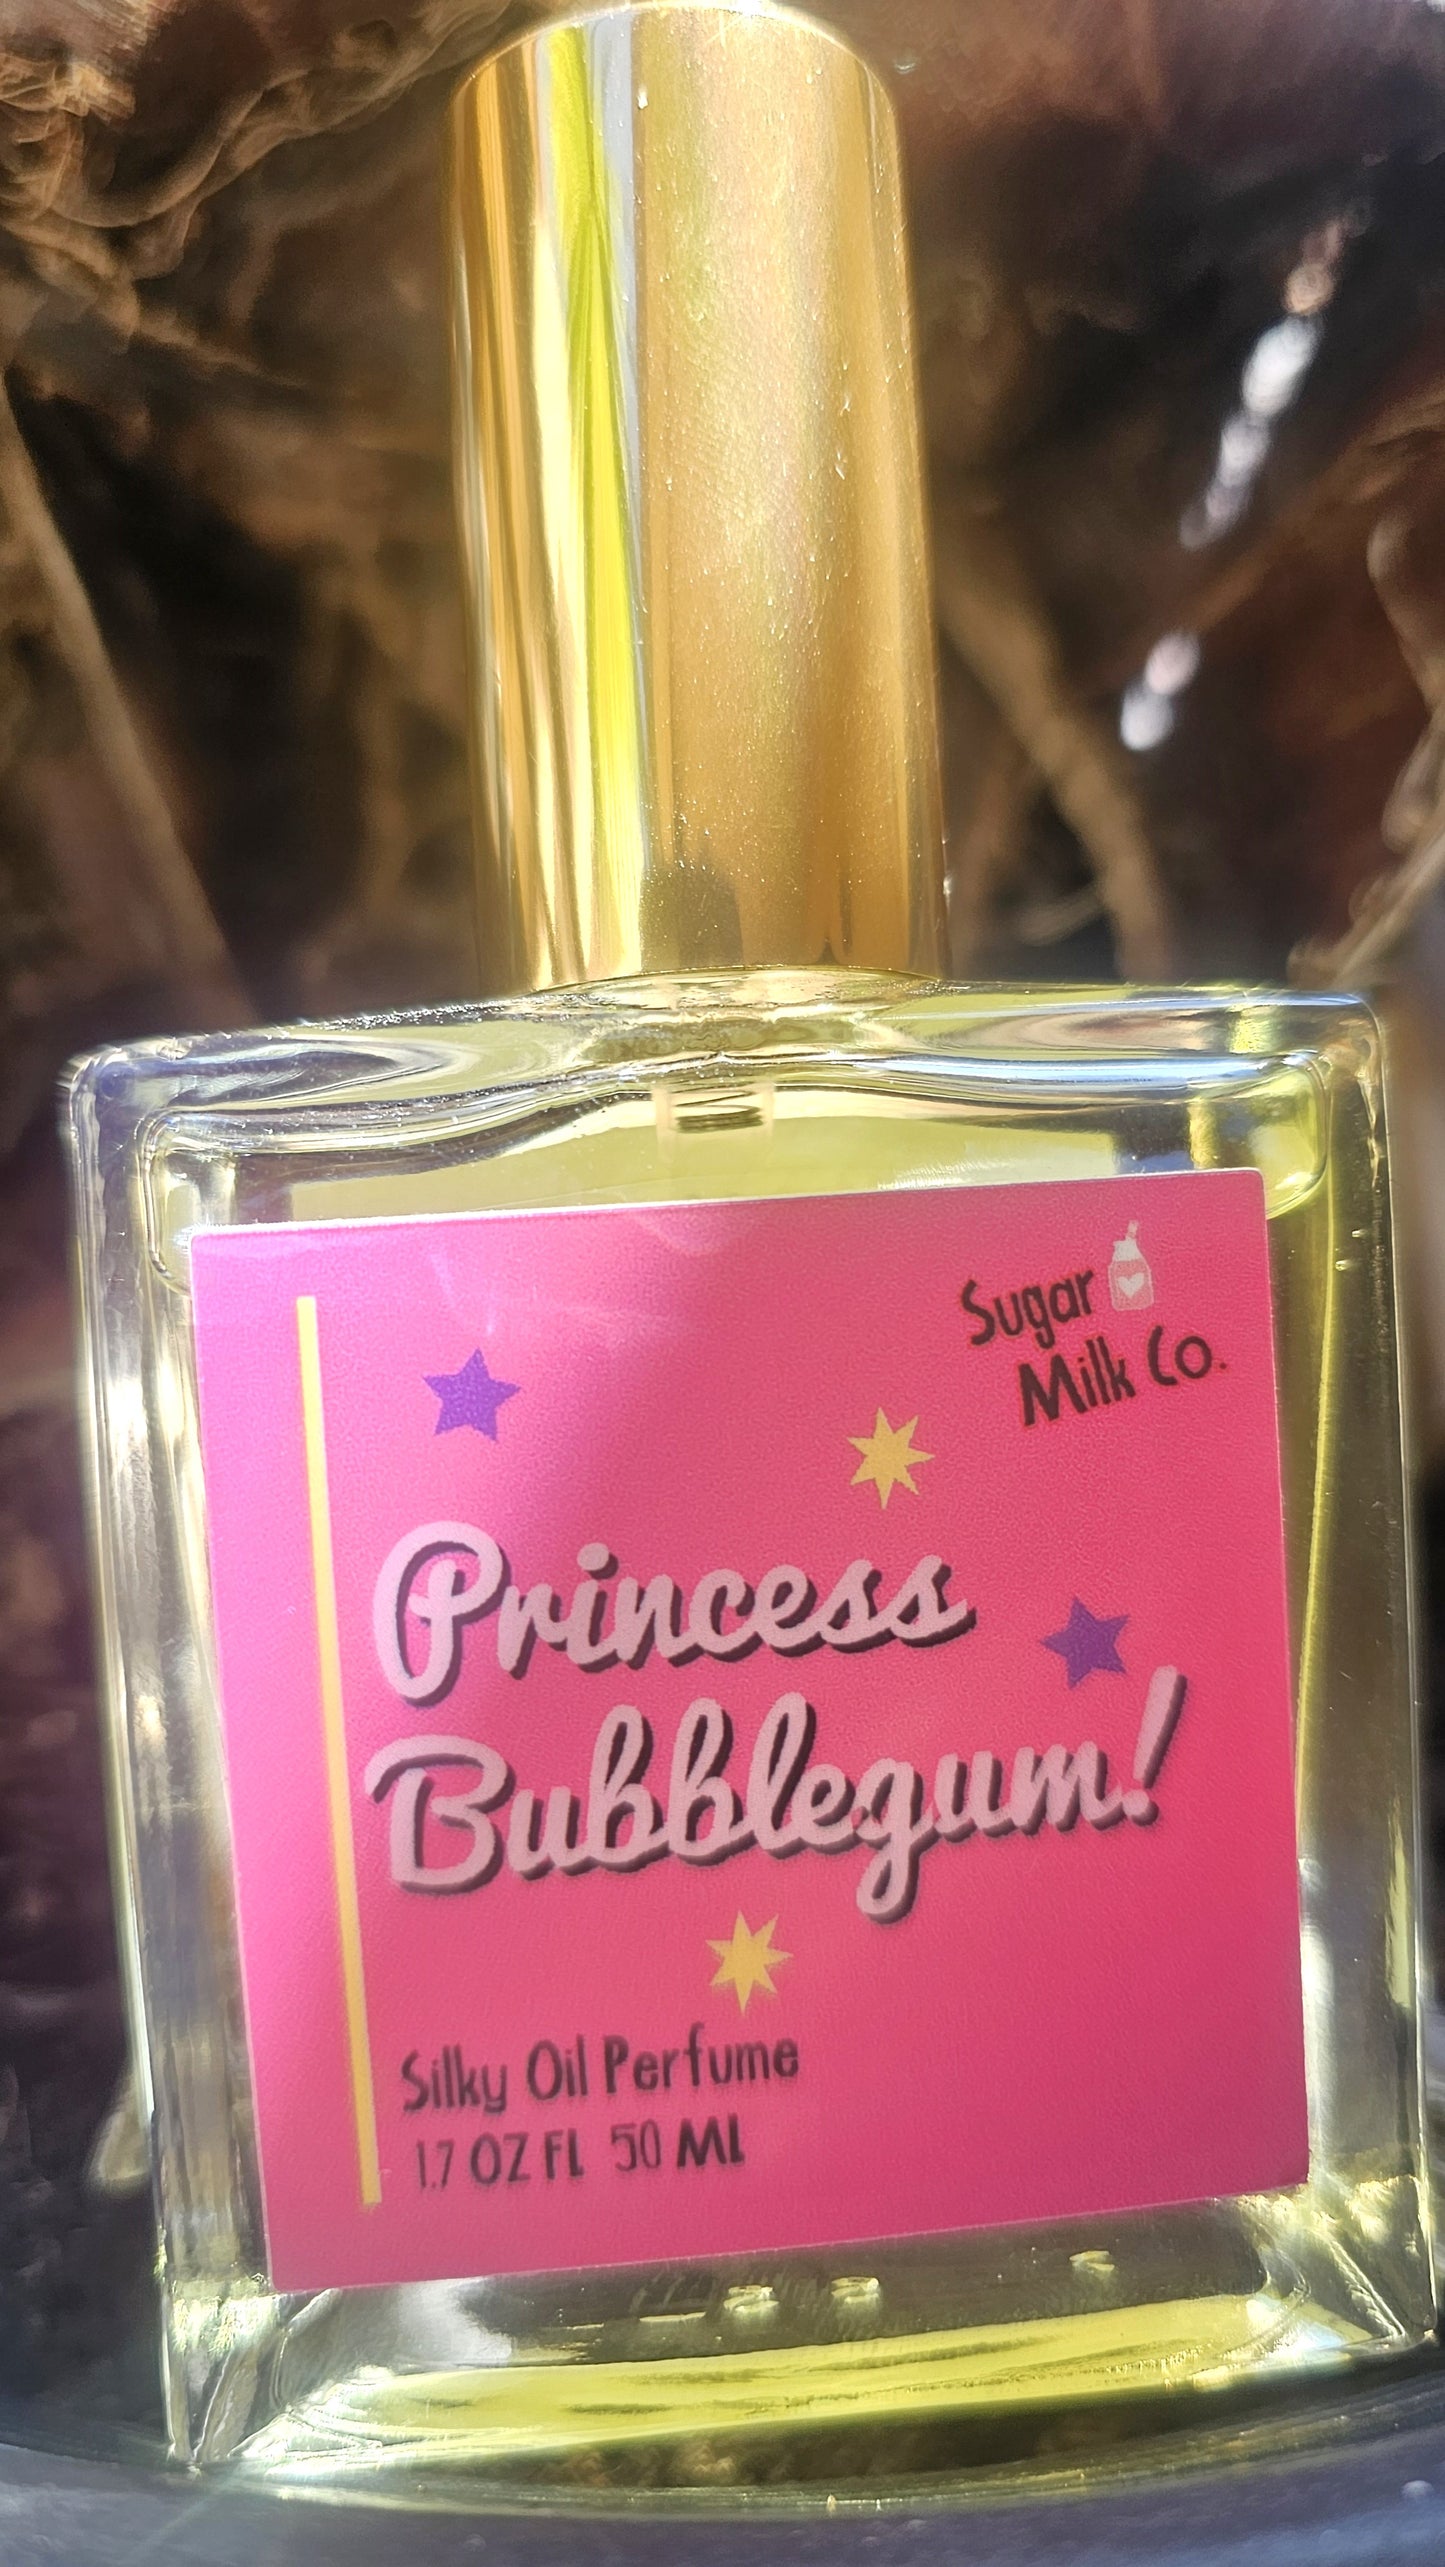 Sugar
Milk Co.
Princess
Bubblegum!
Silky Oil Perfume
1.7 OZ FL 50 ML